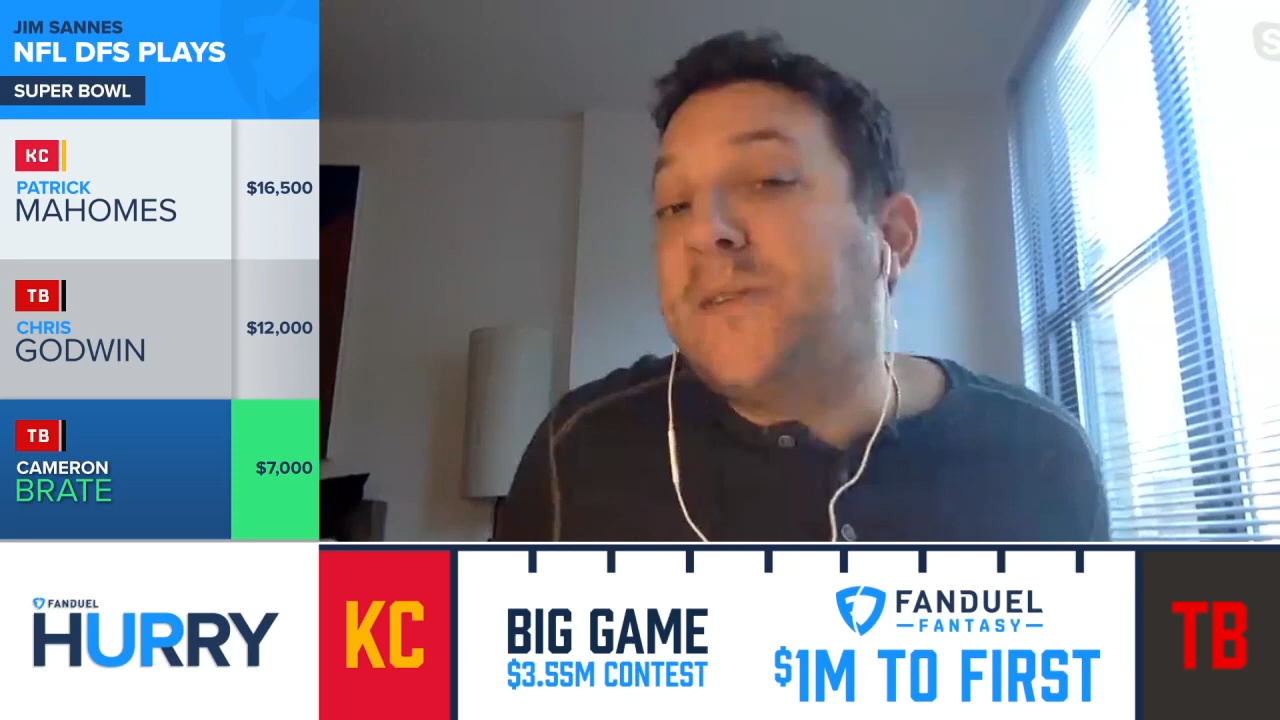 JIM SANNES
NFL DFS PLAYS
SUPER BOWL
KC
PATRICK
MAHOMES
$16,500
TB
CHRIS
GODWIN
$12,000
TB
CAMERON
BRATE
$7,000
S
FANDUEL
HURRY
KC
BIG GAME
$3.55M CONTEST
FANDUEL
FANTASY
$1M TO FIRST
TB